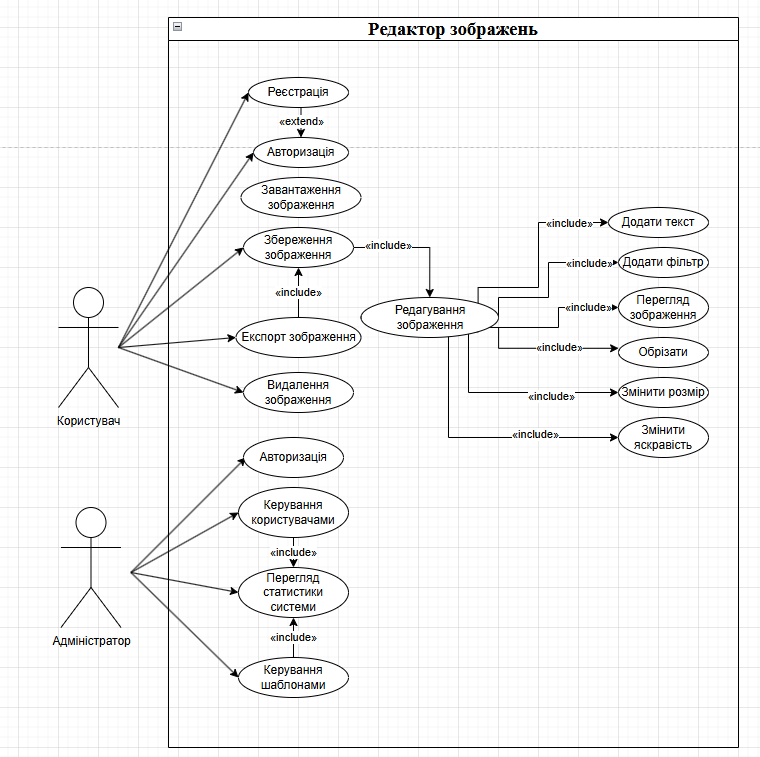 Редактор зображень
Реєстрація
«extend»
Авторизація
Завантаження
зображення
Збереження
зображення
«include»
«include»
Експорт зображення
Видалення
зображення
Редагування
зображення
«include»
Додати текст
«include»
Додати фільтр
«include»
Перегляд
зображення
«include»
Обрізати
«include»
Змінити розмір
«include»
Змінити
яскравість
Користувач
Авторизація
Керування
користувачами
«include»
Перегляд
статистики
системи
«include»
Керування
шаблонами
Адміністратор